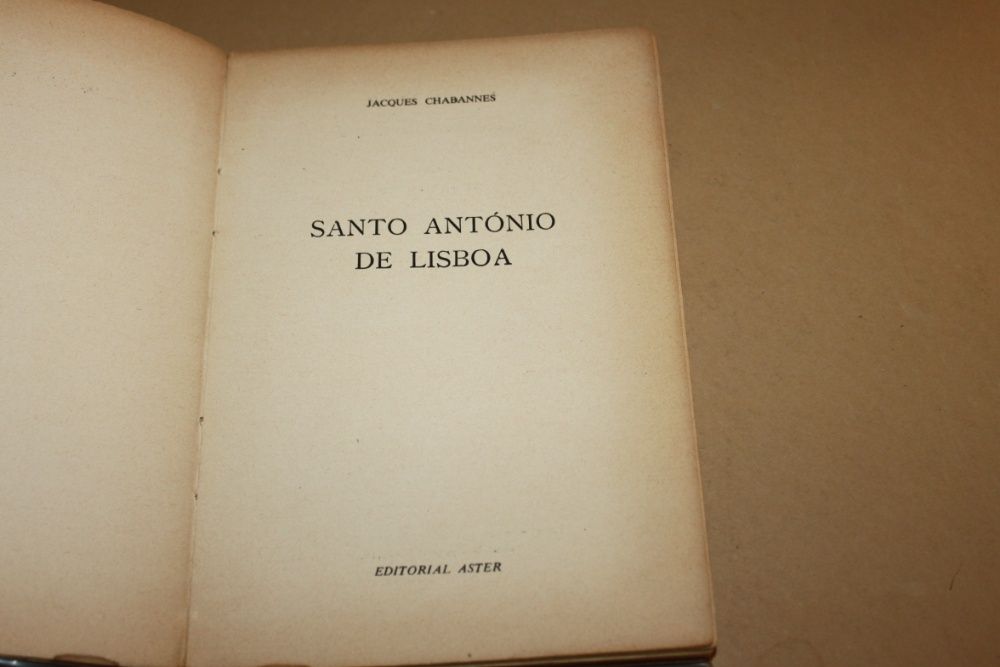 JACQUES CHABANNES
SANTO ANTÓNIO
DE LISBOA
EDITORIAL ASTER